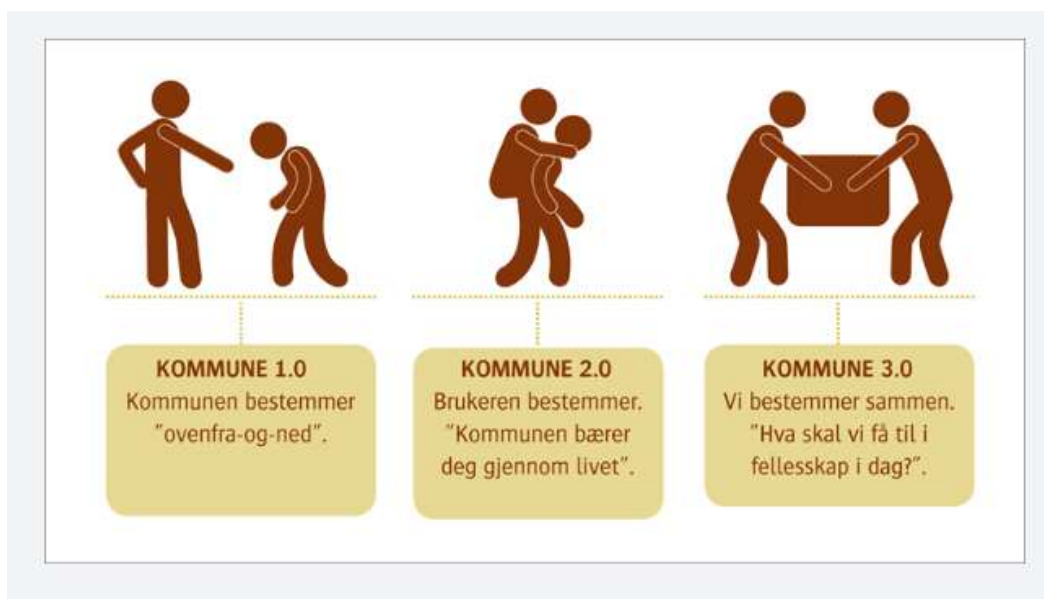 KOMMUNE 1.0
Kommunen bestemmer
"ovenfra-og-ned".
KOMMUNE 2.0
Brukeren bestemmer.
"Kommunen bærer
deg gjennom livet".
KOMMUNE 3.0
Vi bestemmer sammen.
"Hva skal vi få til i
fellesskap i dag?".